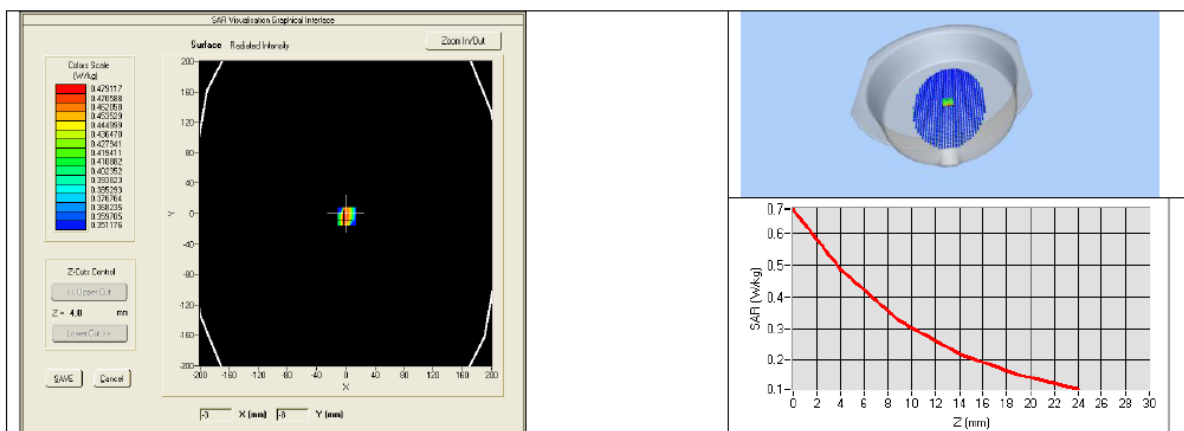 SAR Visualisation Graphical Interface
Surface Radiated Intensity
Zoom In/Out
Colors Scale
(W/kg)
0.479117
0.470588
0.462058
0.453529
0.444999
0.436470
0.427941
0.419411
0.410882
0.402352
0.393823
0.385293
0.376764
0.368235
0.359705
0.351176
Z-Cuts Control
<< Upper Cut
Z = 4.0 mm
Lower Cut >>
SAVE Cancel
200
160
120
80
40
0
-40
-80
-120
-160
-200
Y
-200 -160 -120 -80 -40 0 40 80 120 160 200
X
-3 X (mm) -8 Y (mm)
SAR (W/kg)
0.7
0.6
0.5
0.4
0.3
0.2
0.1
0 2 4 6 8 10 12 14 16 18 20 22 24 26 28 30
Z (mm)